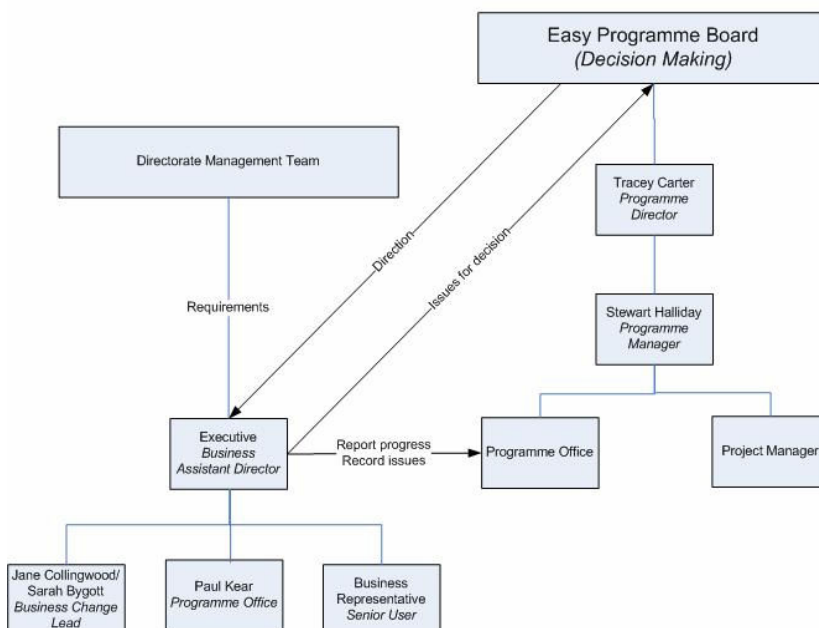 Easy Programme Board
(Decision Making)
Directorate Management Team
Tracey Carter
Programme
Director
Direction
Issues for decision
Requirements
Stewart Halliday
Programme
Manager
Executive
Business
Assistant Director
Report progress
Record issues
Programme Office
Project Manager
Jane Collingwood/
Sarah Bygott
Business Change
Lead
Paul Kear
Programme Office
Business
Representative
Senior User